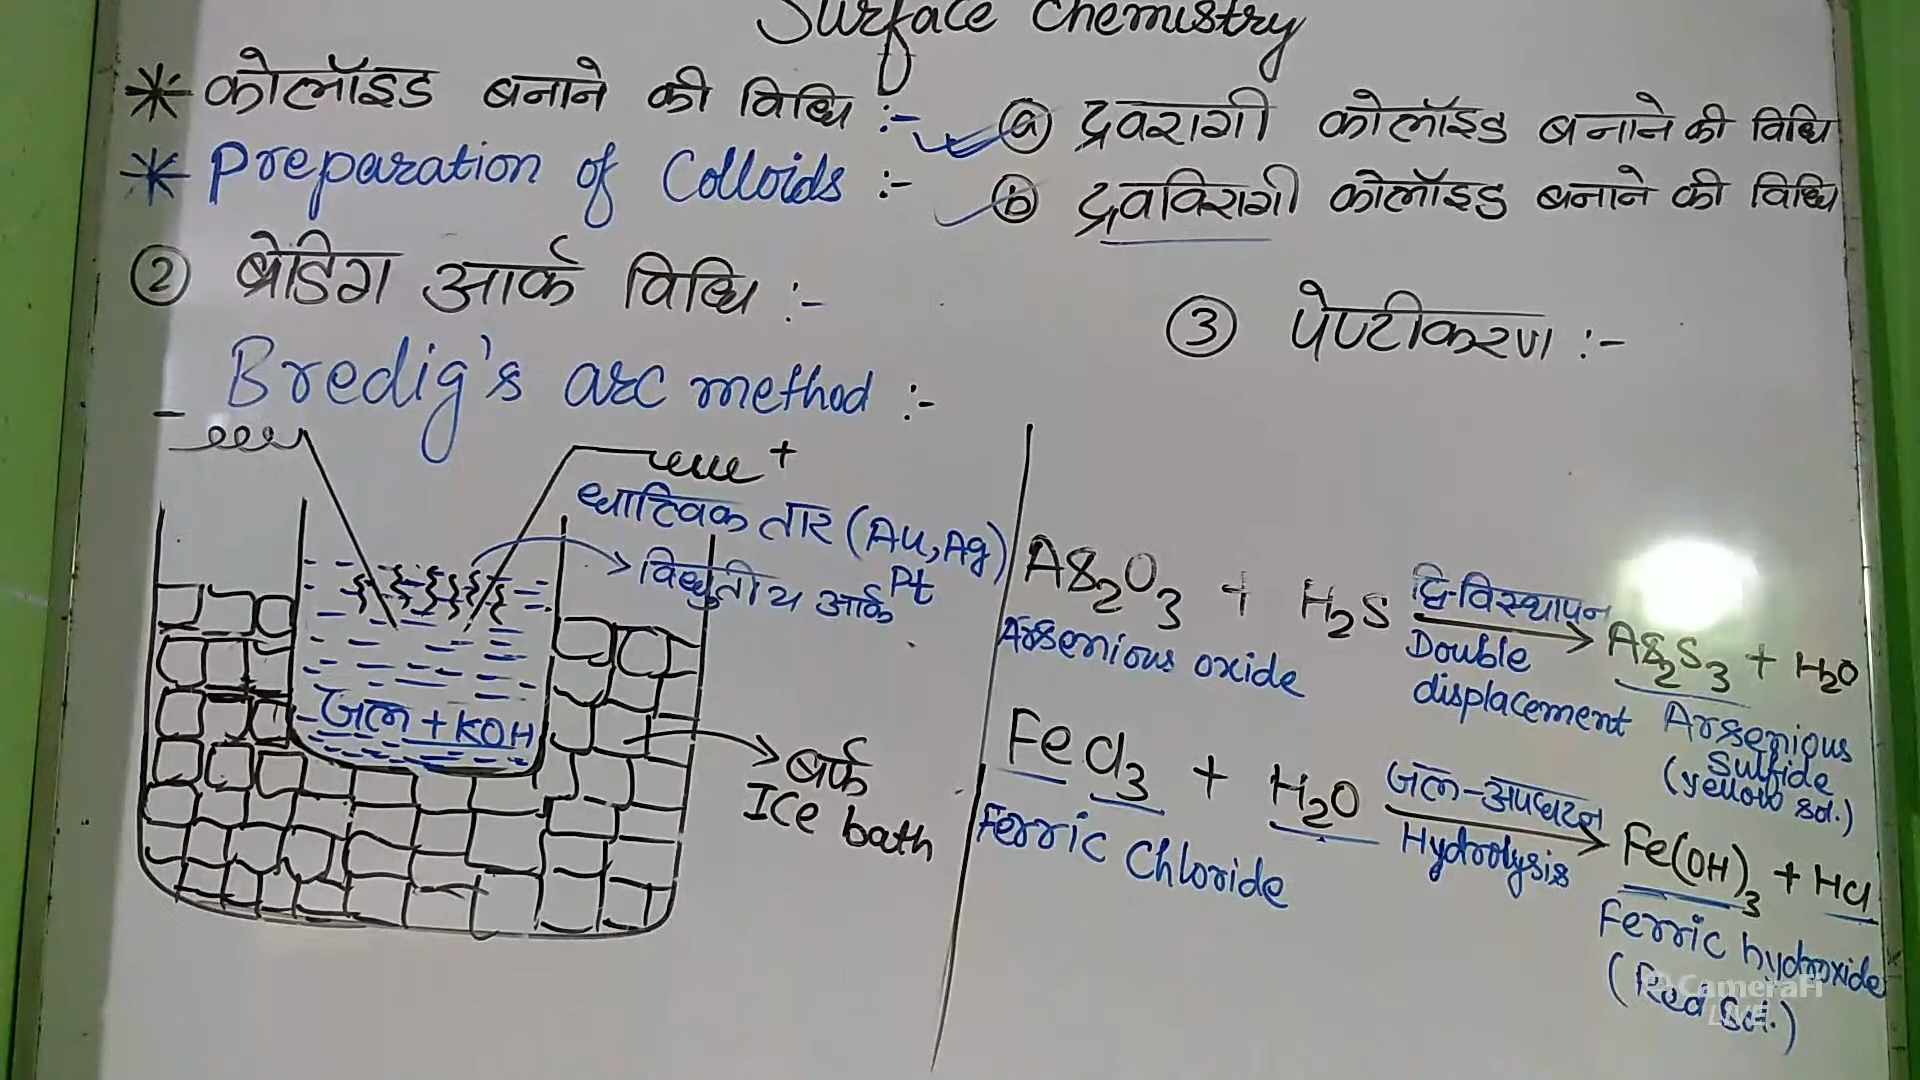 Surface Chemistry
* कोलॉइड बनाने की विधि :-
* Preparation of Colloids :-
(a) द्रवरागी कोलॉइड बनाने की विधि
(b) द्रवविरागी कोलॉइड बनाने की विधि
② ब्रेडिग आर्क विधि :-
Bredig's arc method :-
-
+
धात्विक तार (Au, Ag)
Pt
विद्युतीय आर्क
जल + KOH
बर्फ
ICe bath
③ पेप्टीकरण :-
As₂O₃ + H₂S द्वि-विस्थापन → As₂S₃ + H₂O
Arsenious oxide
Double
displacement
Arsenious
Sulfide
(yellow sol.)
FeCl₃ + H₂O जल-अपघटन → Fe(OH)₃ + HCl
Ferric Chloride
Hydrolysis
Ferric hydroxide
(Red Sol.)
CameraFi
LIVE